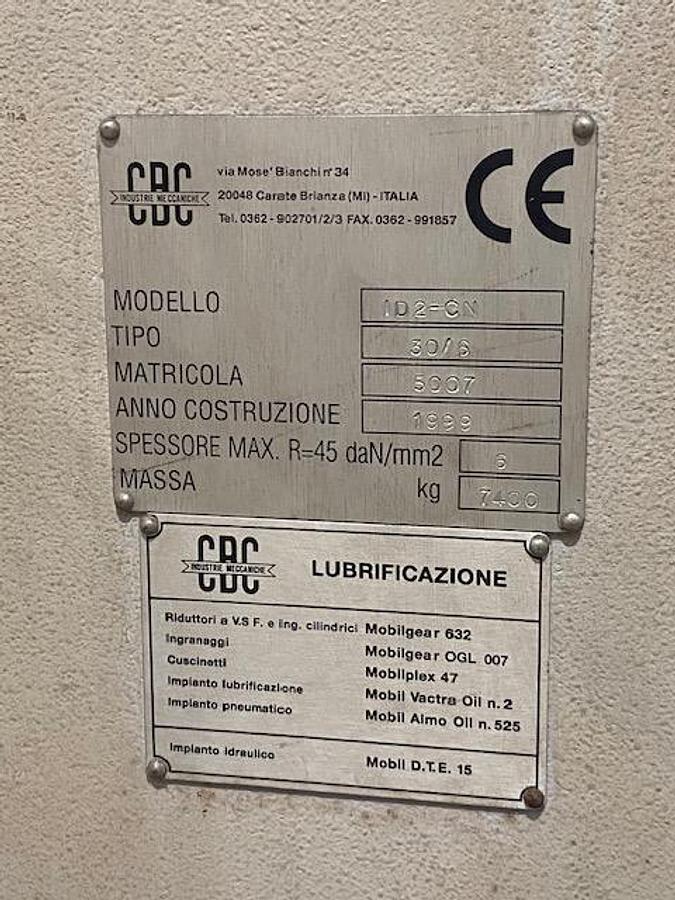 CBC
INDUSTRIE MECCANICHE
via Mose' Bianchi n° 34
20048 Carate Brianza (MI) - ITALIA
Tel. 0362 - 902701/2/3 FAX. 0362 - 991857
CE
MODELLO ID2-CN
TIPO 30/6
MATRICOLA 5007
ANNO COSTRUZIONE 1999
SPESSORE MAX. R=45 daN/mm2 6
MASSA kg 7400
CBC
INDUSTRIE MECCANICHE
LUBRIFICAZIONE
Riduttori a V.S F. e ing. cilindrici Mobilgear 632
Ingranaggi Mobilgear OGL 007
Cuscinetti Mobilplex 47
Impianto lubrificazione Mobil Vactra Oil n. 2
Impianto pneumatico Mobil Almo Oil n. 525
Impianto idraulico Mobil D.T.E. 15